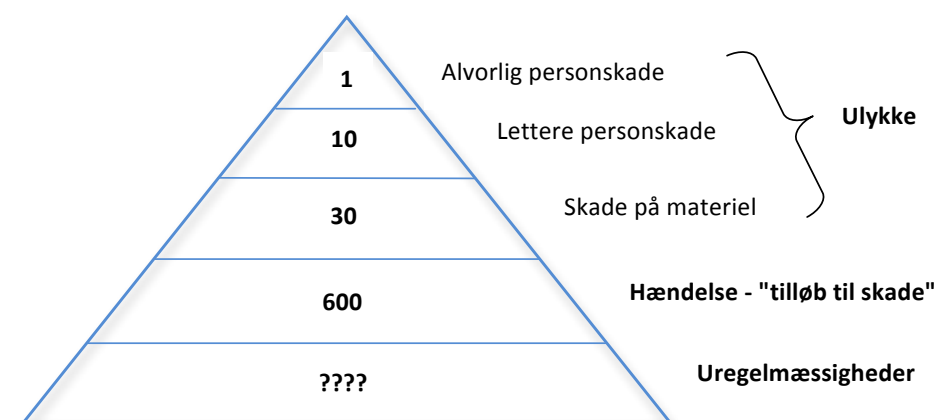 1
Alvorlig personskade
Ulykke
10
Lettere personskade
30
Skade på materiel
600
Hændelse - "tilløb til skade"
????
Uregelmæssigheder